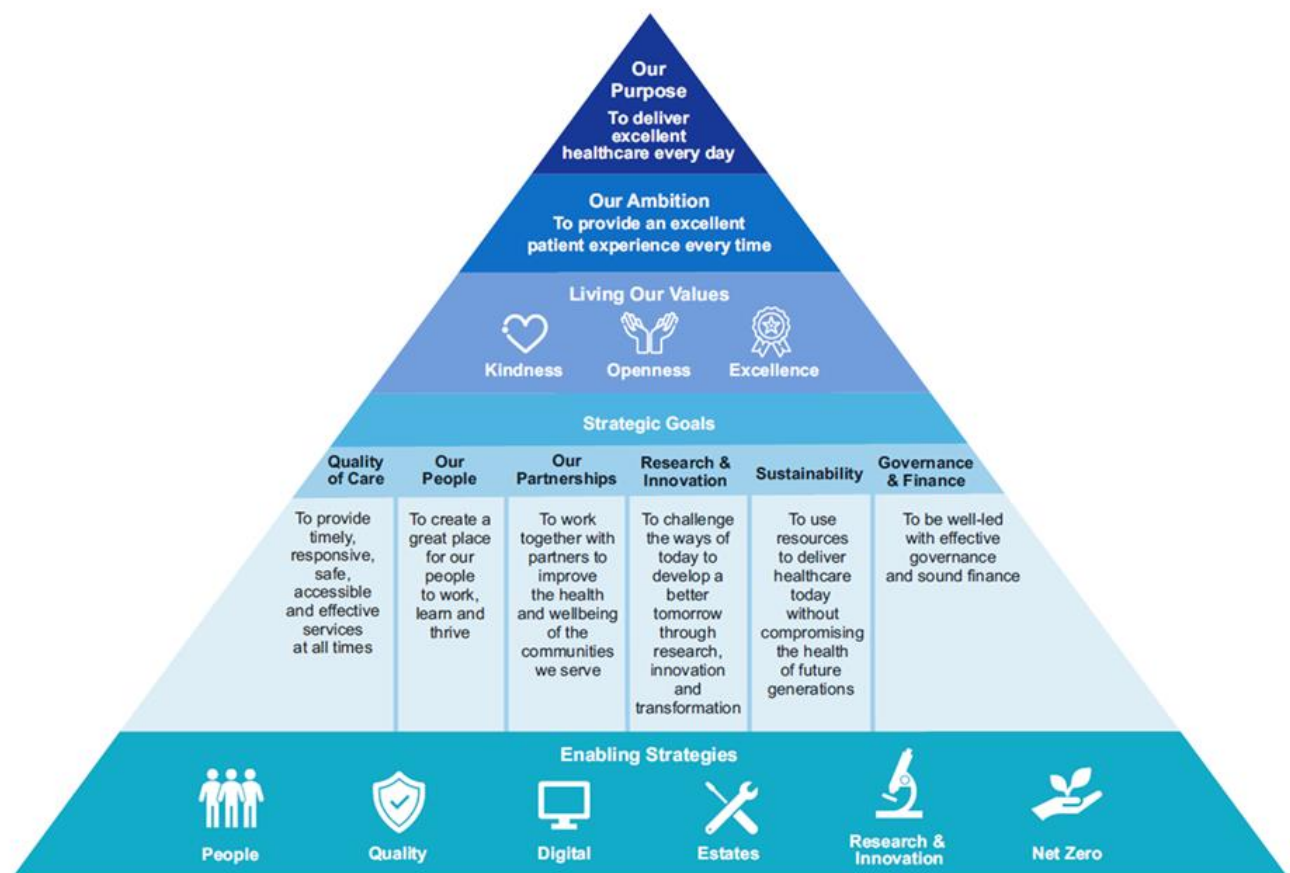 Our
Purpose
To deliver
excellent
healthcare every day
Our Ambition
To provide an excellent
patient experience every time
Living Our Values
Kindness
Openness
Excellence
Strategic Goals
Quality
of Care
To provide
timely,
responsive,
safe,
accessible
and effective
services
at all times
Our
People
To create a
great place
for our
people
to work,
learn and
thrive
Our
Partnerships
To work
together with
partners to
improve
the health
and wellbeing
of the
communities
we serve
Research &
Innovation
To challenge
the ways of
today to
develop a
better
tomorrow
through
research,
innovation
and
transformation
Sustainability
To use
resources
to deliver
healthcare
today
without
compromising
the health
of future
generations
Governance
& Finance
To be well-led
with effective
governance
and sound finance
Enabling Strategies
People
Quality
Digital
Estates
Research &
Innovation
Net Zero